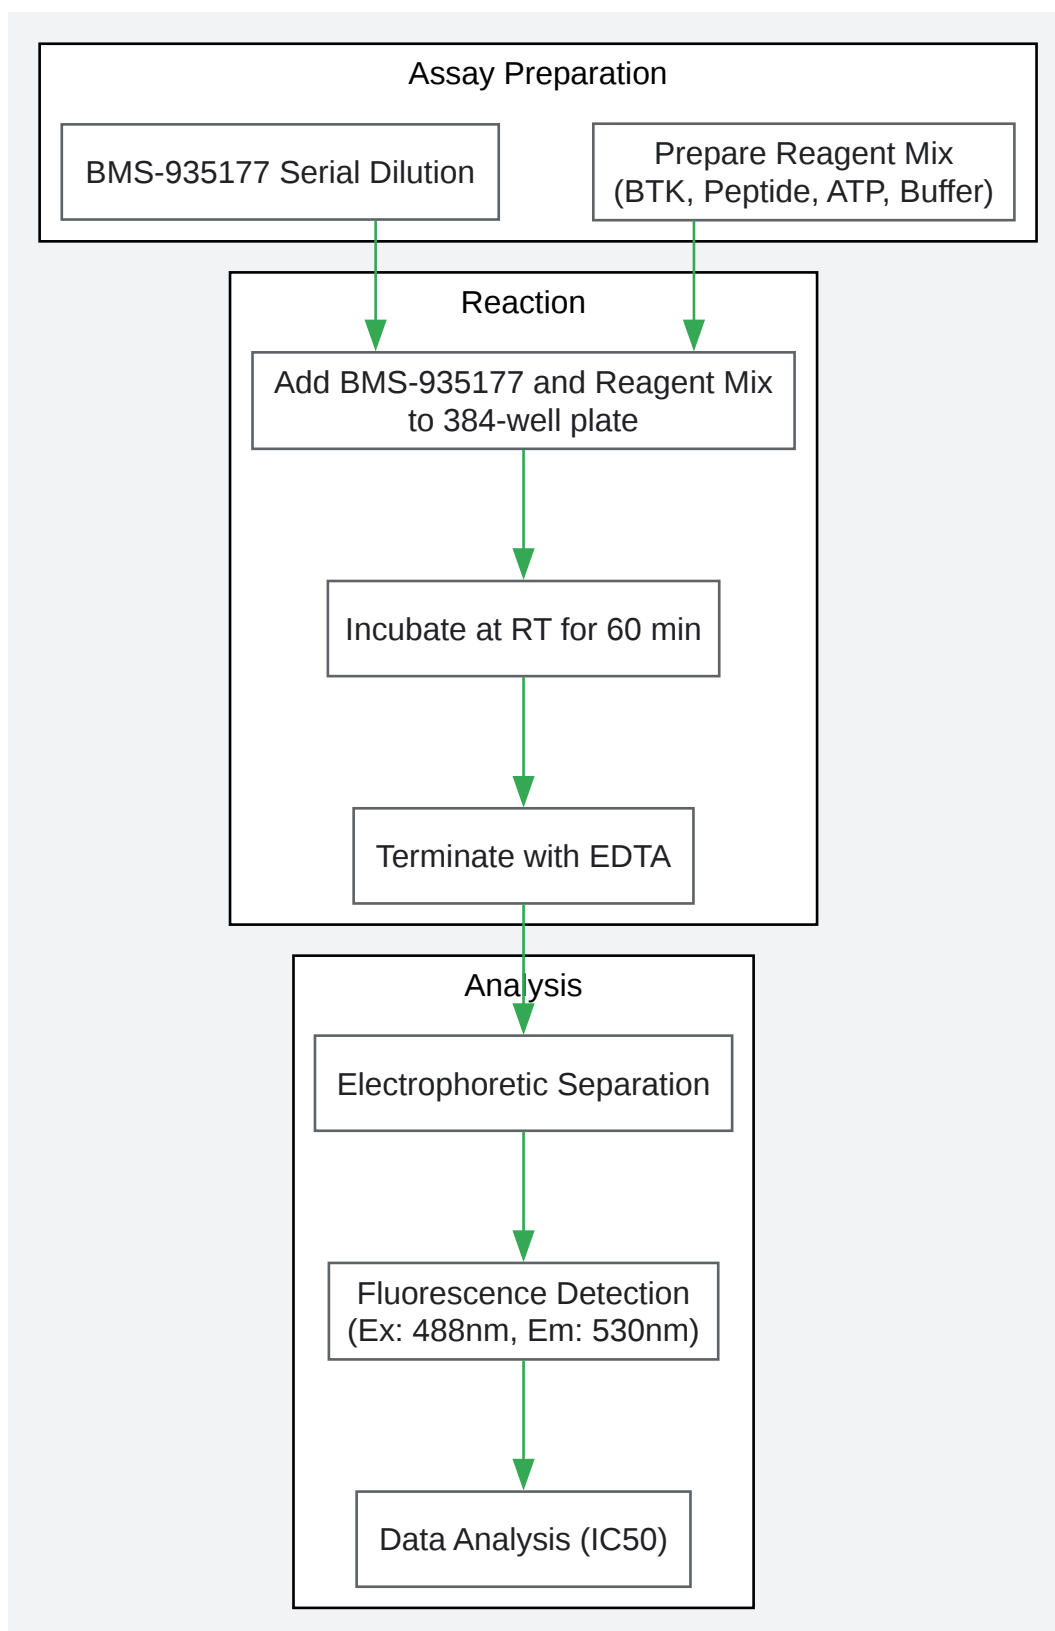 Assay Preparation
BMS-935177 Serial Dilution
Prepare Reagent Mix
(BTK, Peptide, ATP, Buffer)
Reaction
Add BMS-935177 and Reagent Mix
to 384-well plate
Incubate at RT for 60 min
Terminate with EDTA
Analysis
Electrophoretic Separation
Fluorescence Detection
(Ex: 488nm, Em: 530nm)
Data Analysis (IC50)